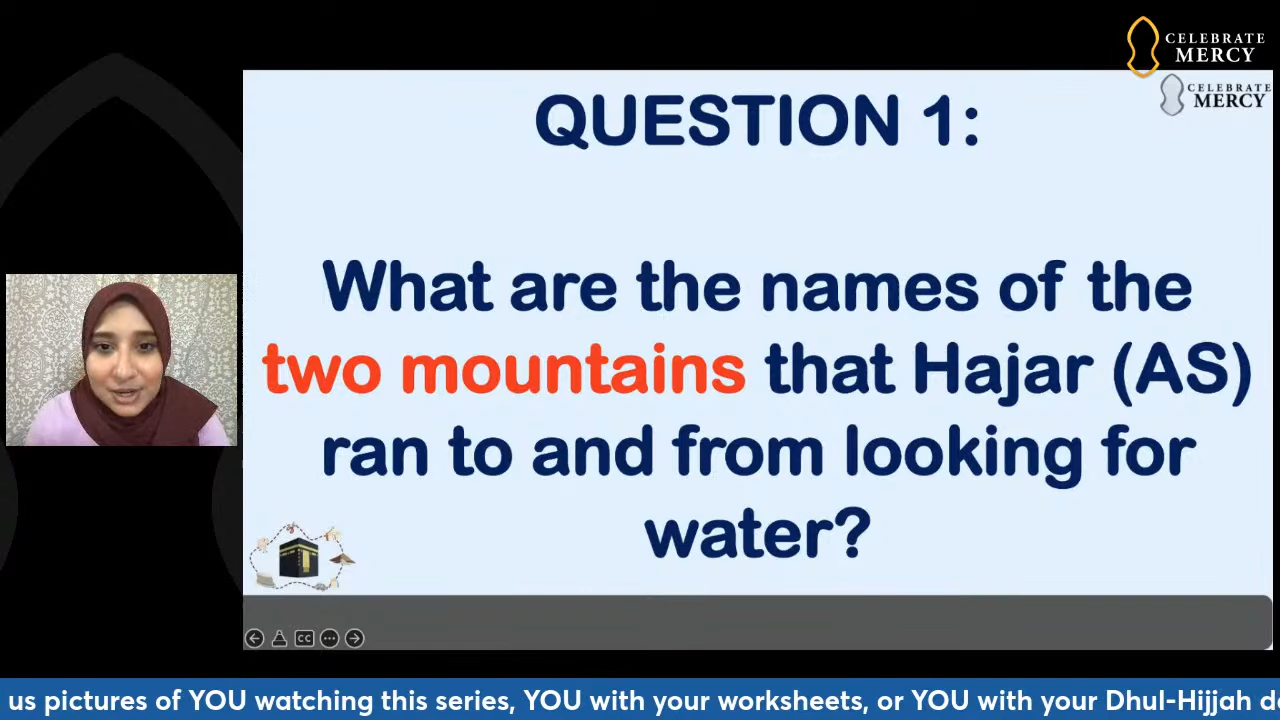 CELEBRATE
MERCY
CELEBRATE
MERCY
QUESTION 1:
What are the names of the
two mountains that Hajar (AS)
ran to and from looking for
water?
CC
us pictures of YOU watching this series, YOU with your worksheets, or YOU with your Dhul-Hijjah